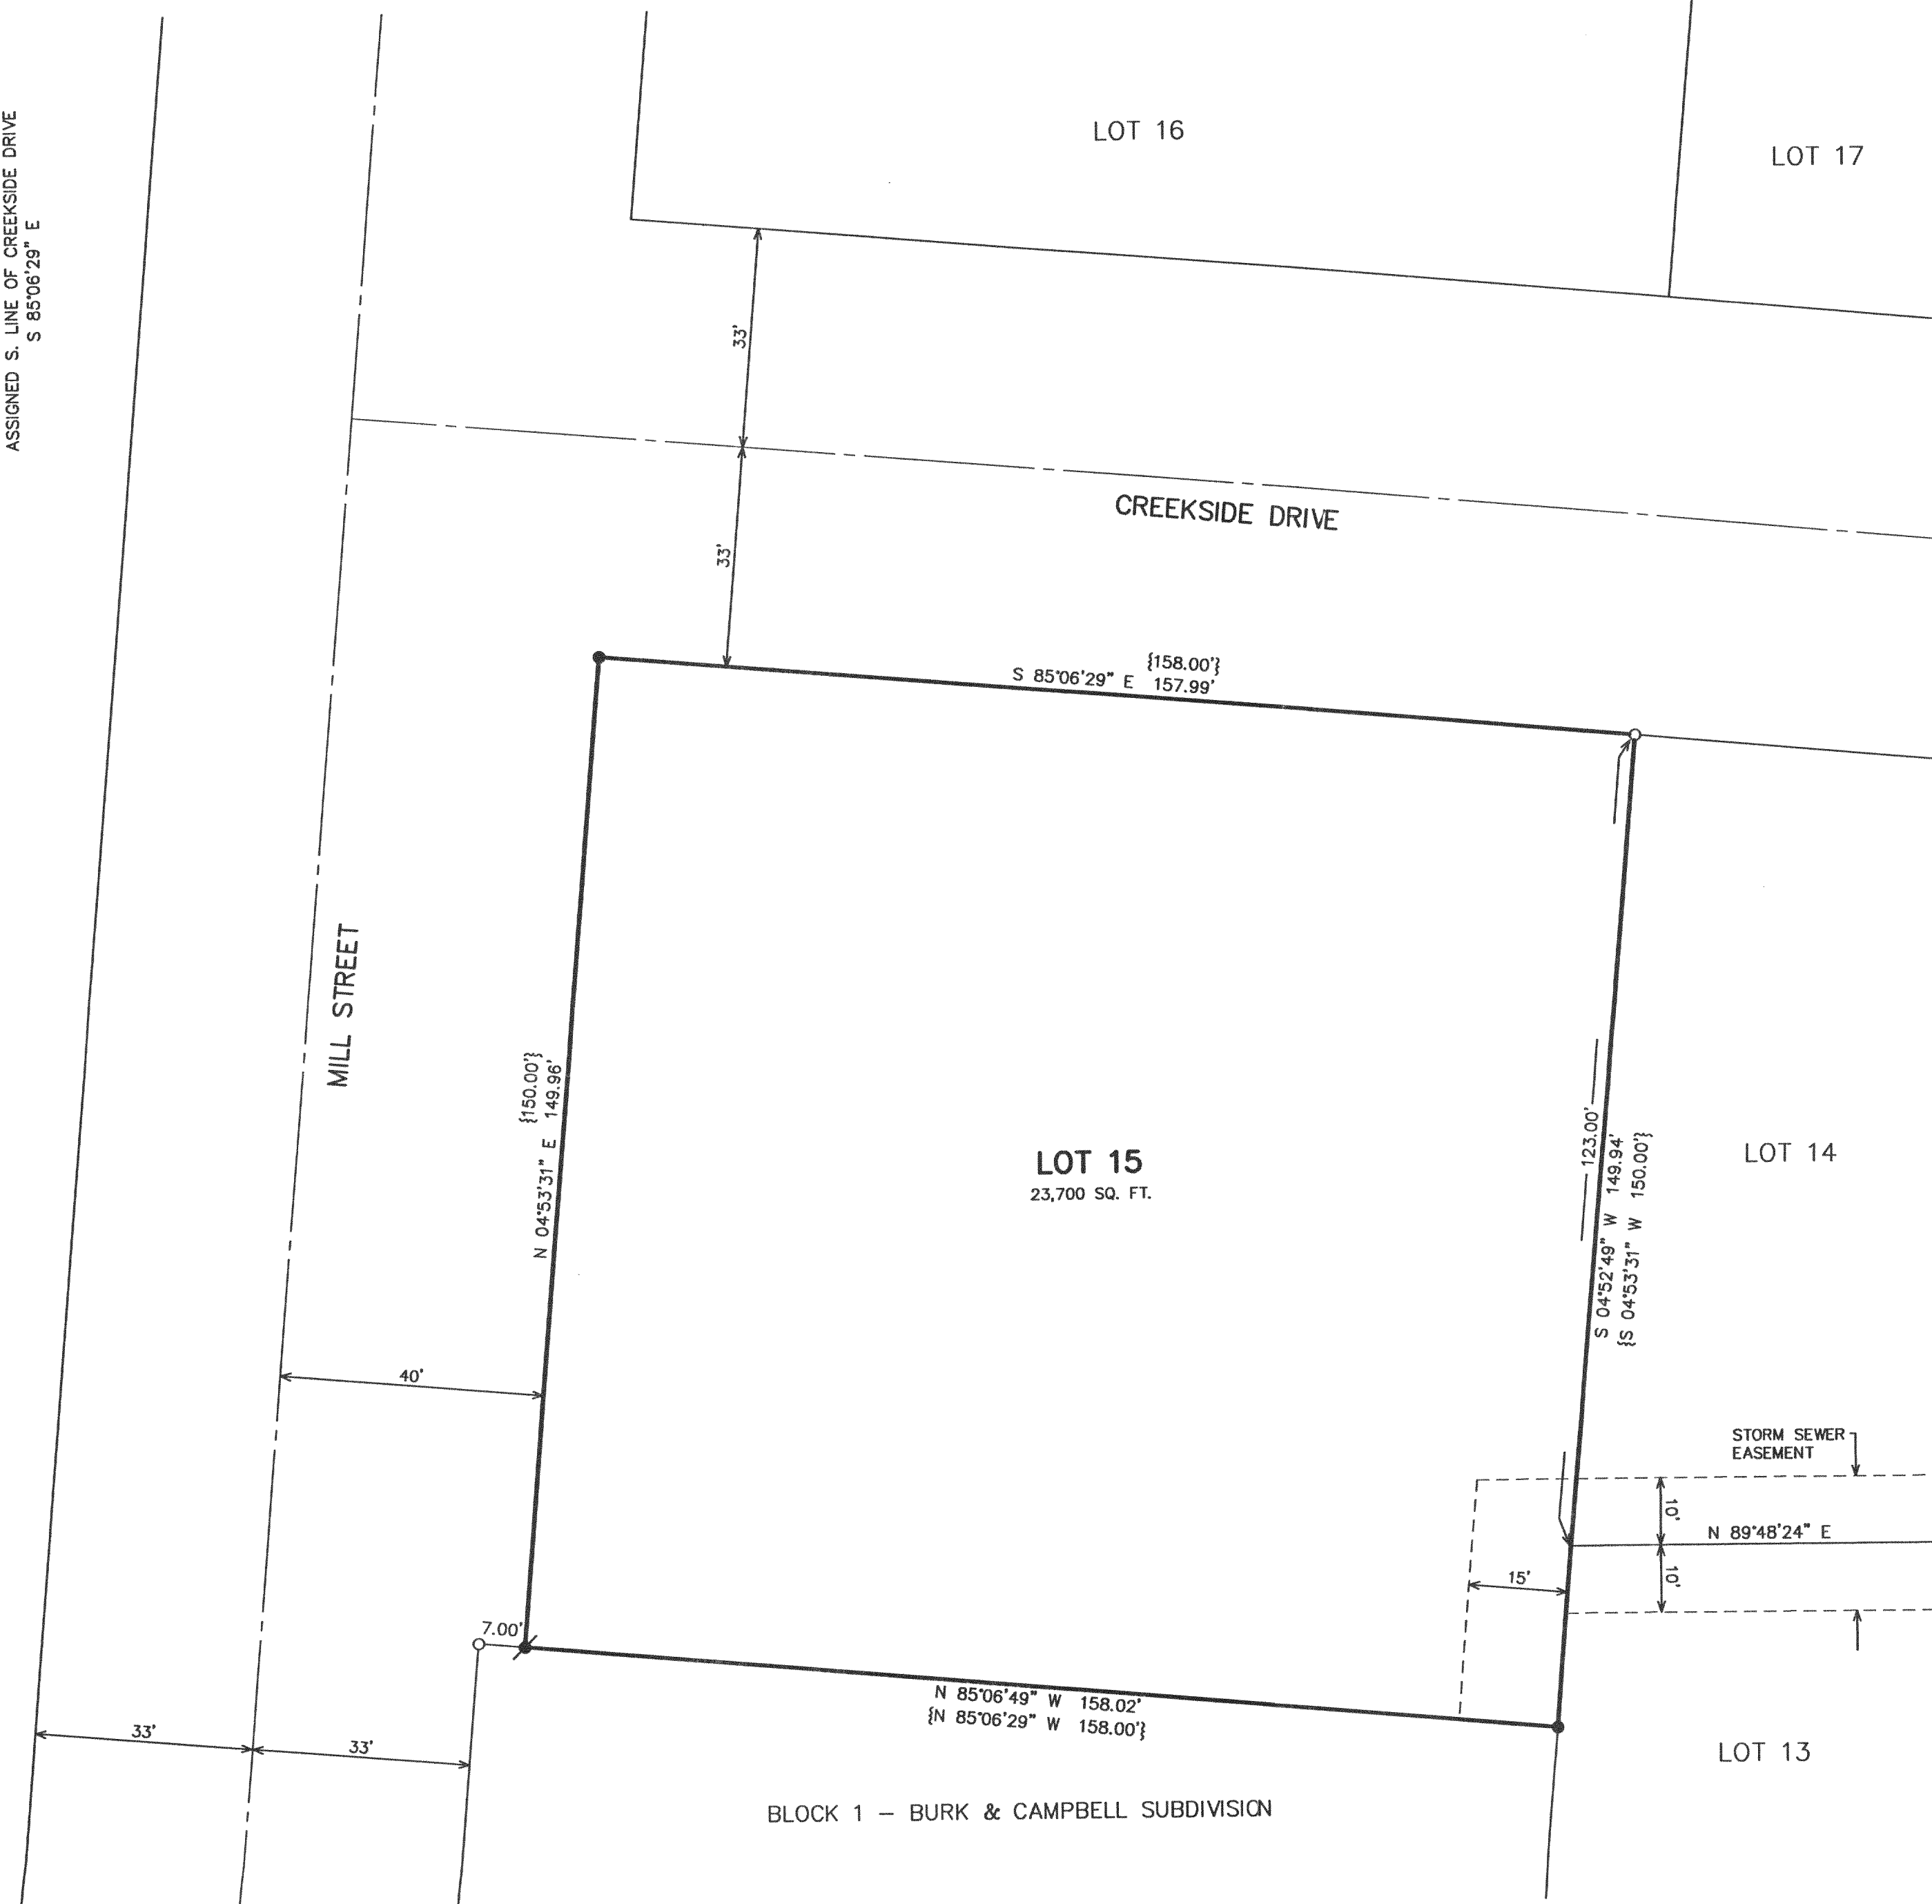 ASSIGNED S. LINE OF CREEKSIDE DRIVE
S 85°06'29" E
LOT 16
LOT 17
33'
CREEKSIDE DRIVE
33'
{158.00'}
S 85°06'29" E 157.99'
MILL STREET
{150.00'}
N 04°53'31" E 149.96'
LOT 15
23,700 SQ. FT.
123.00'
S 04°52'49" W 149.94'
{S 04°53'31" W 150.00'}
LOT 14
40'
STORM SEWER
EASEMENT
10'
N 89°48'24" E
10'
15'
7.00'
N 85°06'49" W 158.02'
{N 85°06'29" W 158.00'}
33'
33'
LOT 13
BLOCK 1 – BURK & CAMPBELL SUBDIVISION